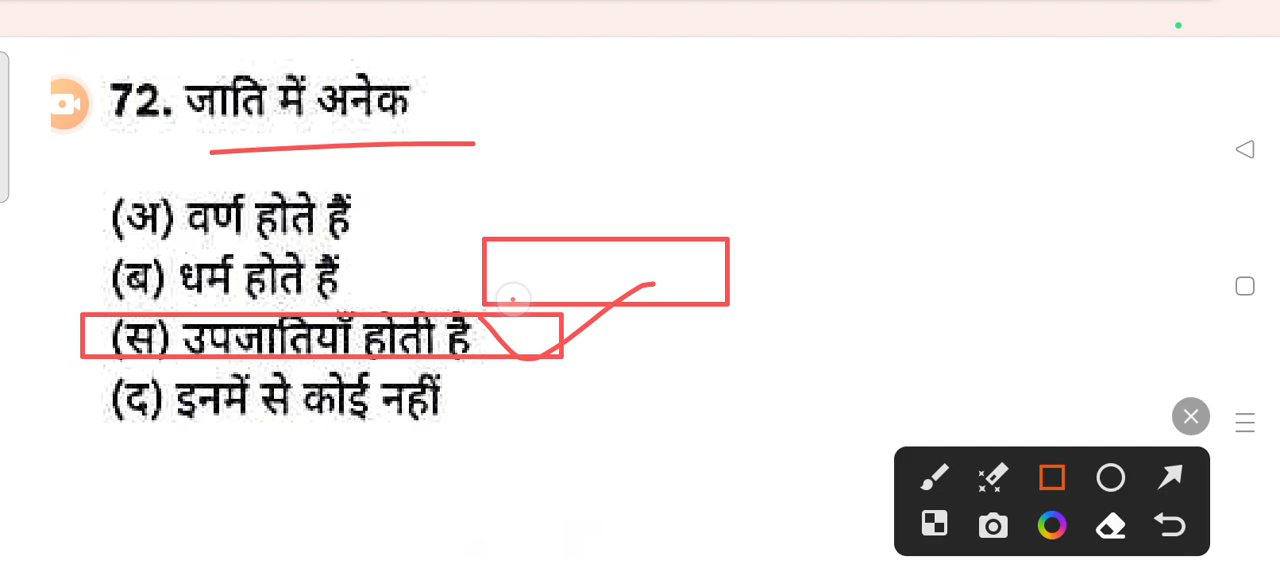 72. जाति में अनेक
(अ) वर्ण होते हैं
(ब) धर्म होते हैं
(स) उपजातियाँ होती है
(द) इनमें से कोई नहीं